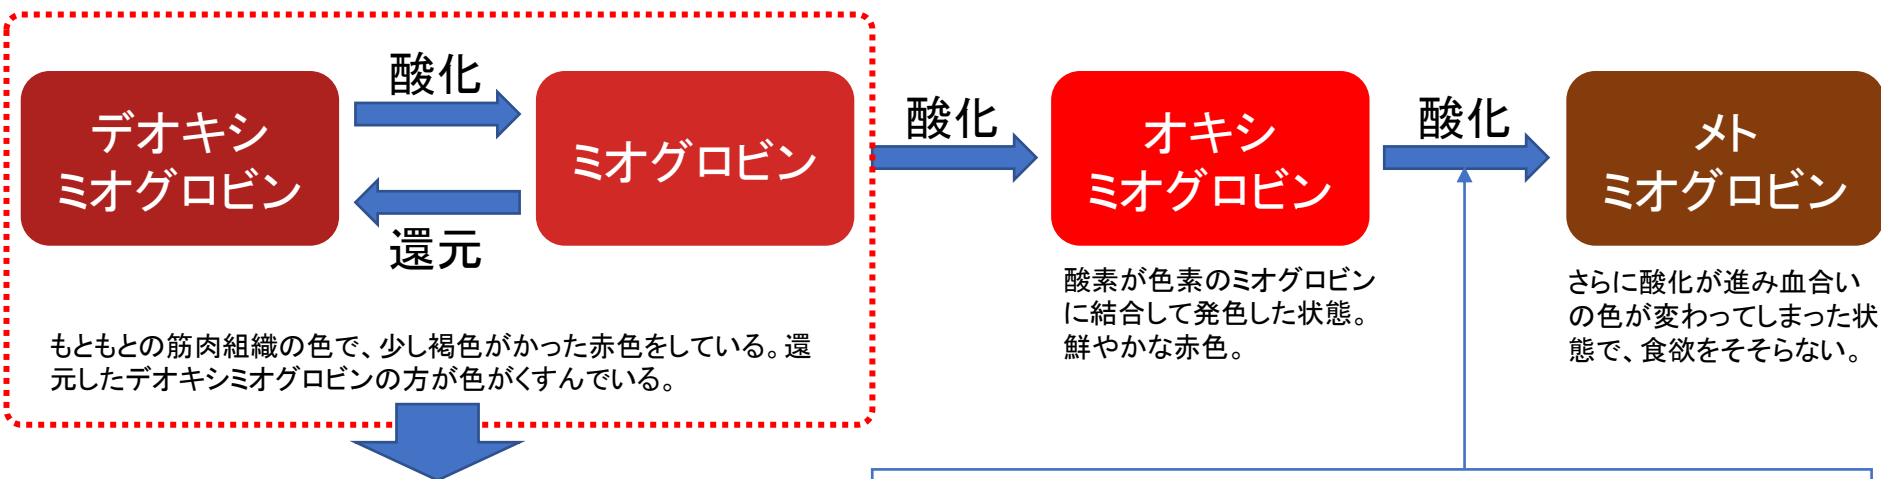 酸化
デオキシ
ミオグロビン
ミオグロビン
還元
酸化
オキシ
ミオグロビン
酸化
メト
ミオグロビン
もともとの筋肉組織の色で、少し褐色がかった赤色をしている。還
元したデオキシミオグロビンの方が色がくすんでいる。
酸素が色素のミオグロビン
に結合して発色した状態。
鮮やかな赤色。
さらに酸化が進み血合い
の色が変わってしまった状
態で、食欲をそそらない。